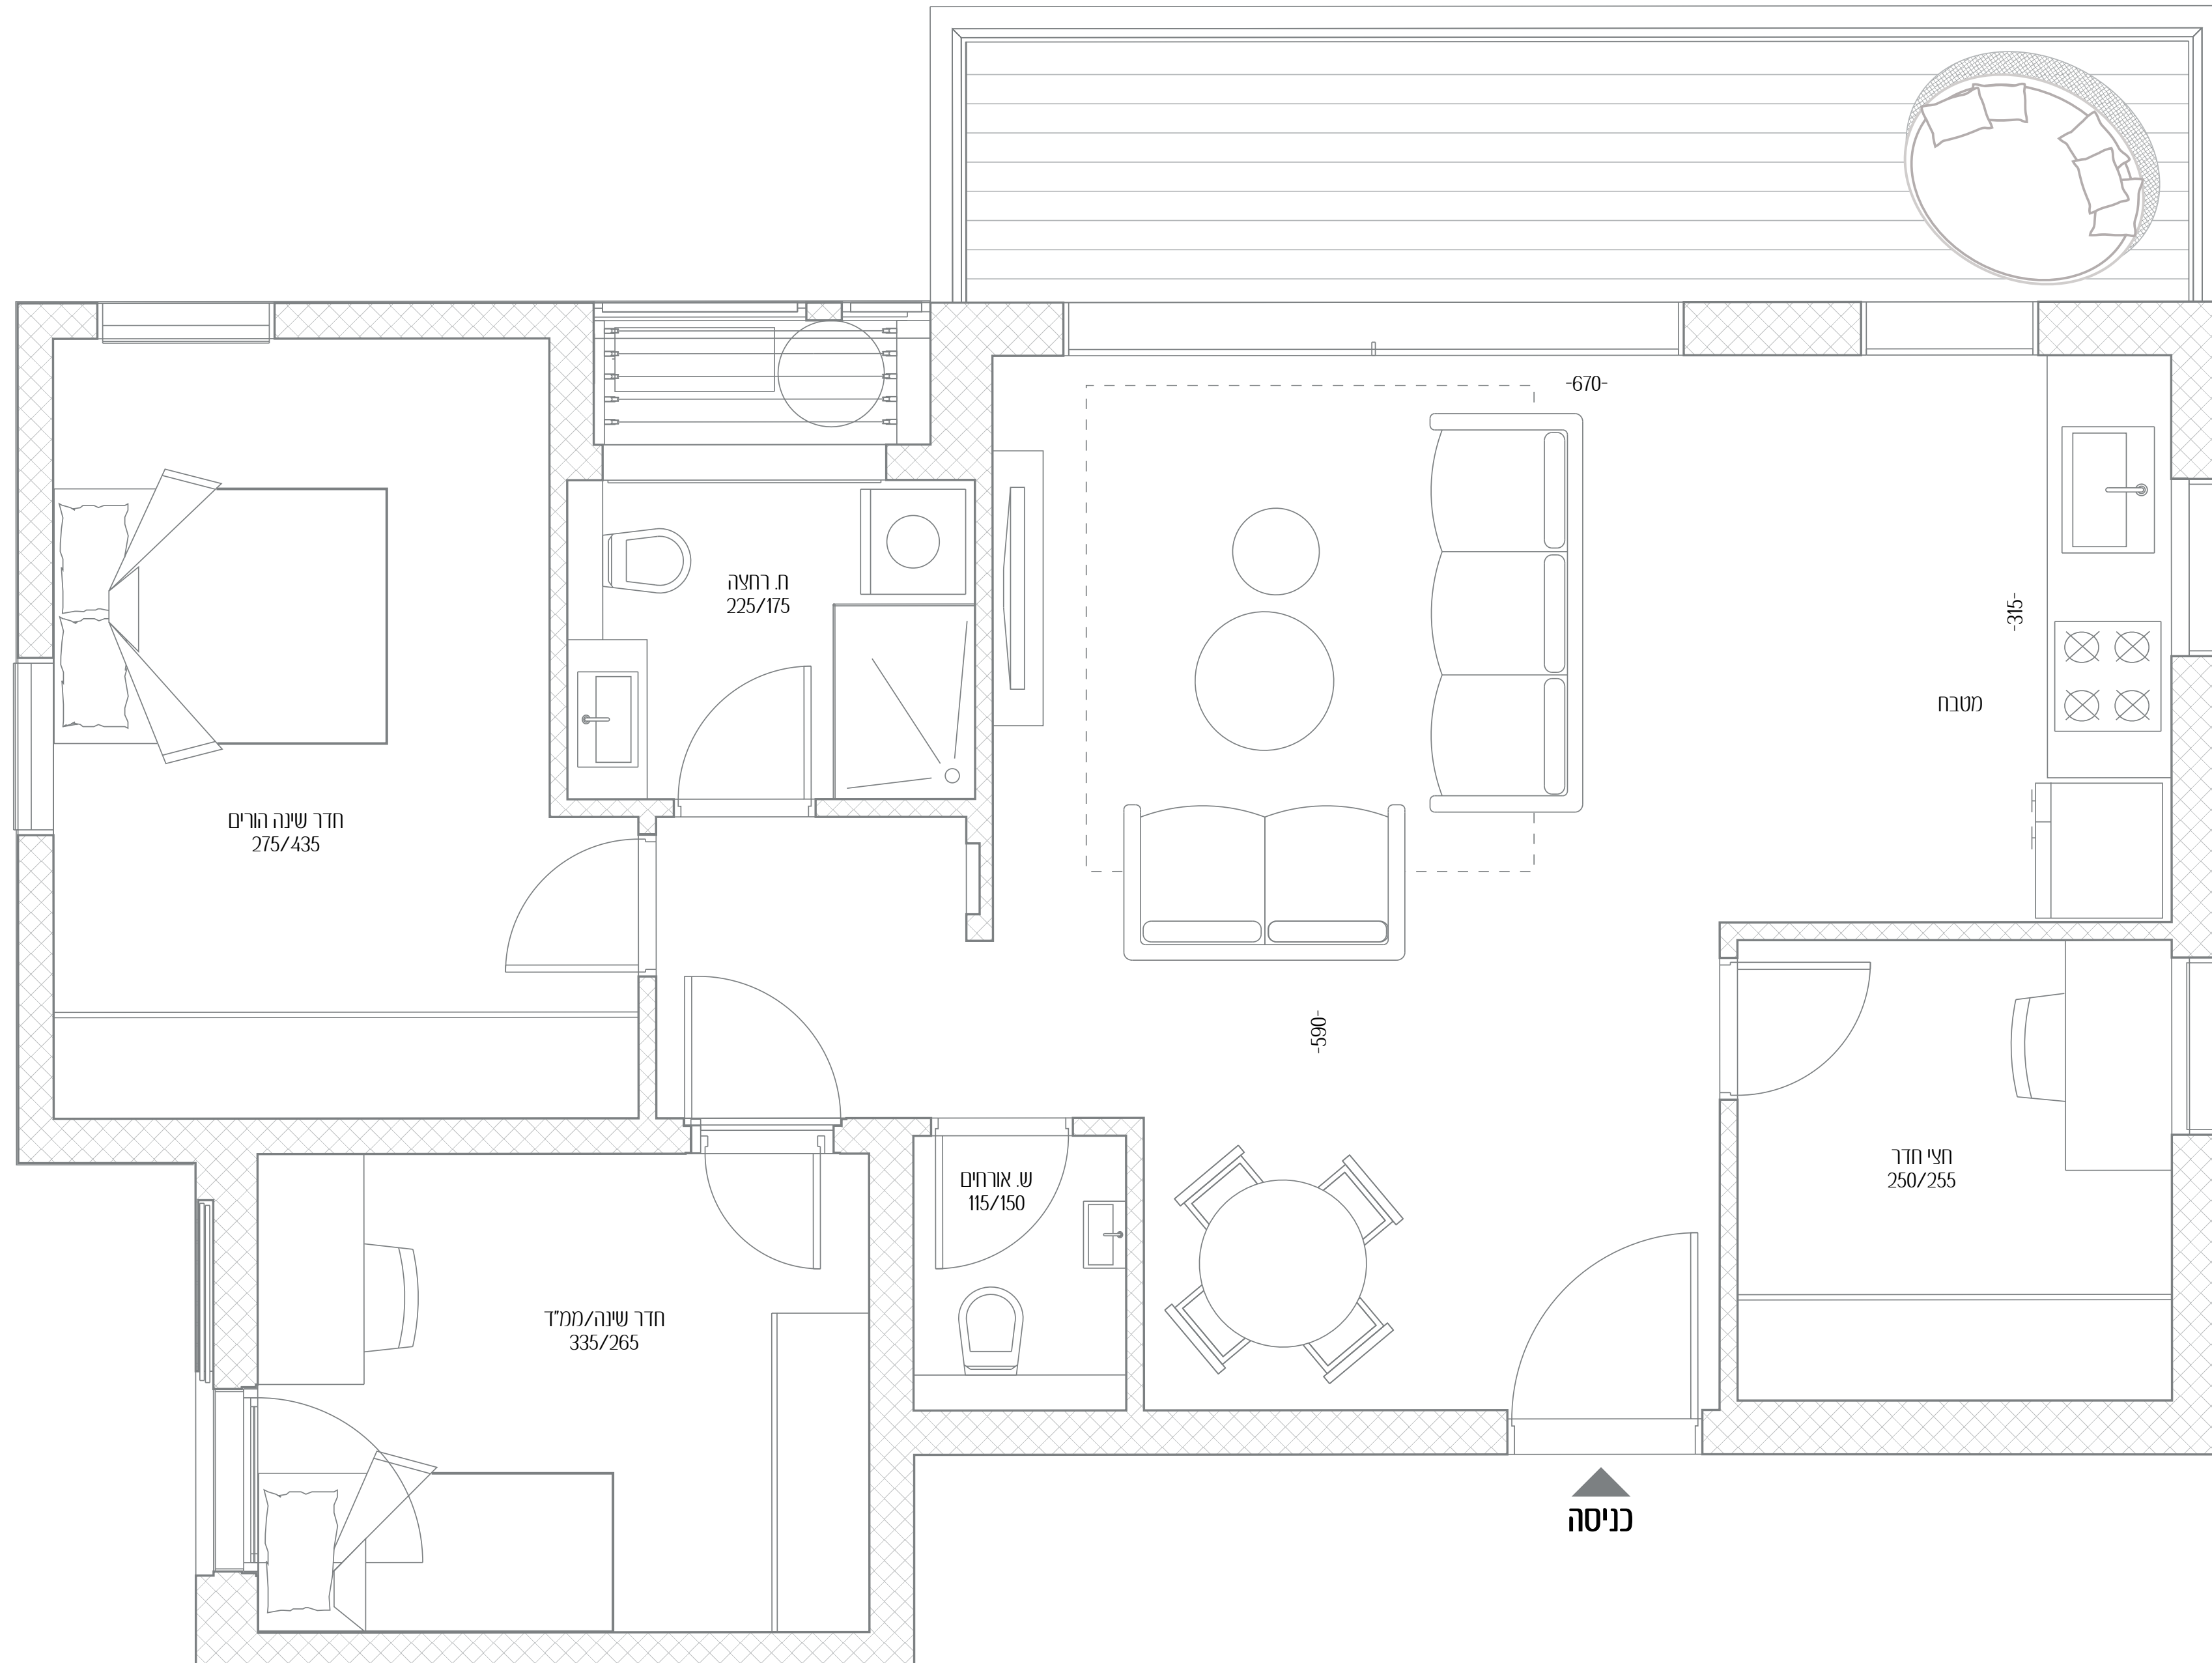 -670-
ח. רחצה
225/175
-315-
מטבח
חדר שינה הורים
275/435
-590-
חצי חדר
250/255
ש. אורחים
115/150
חדר שינה/ממ"ד
335/265
כניסה